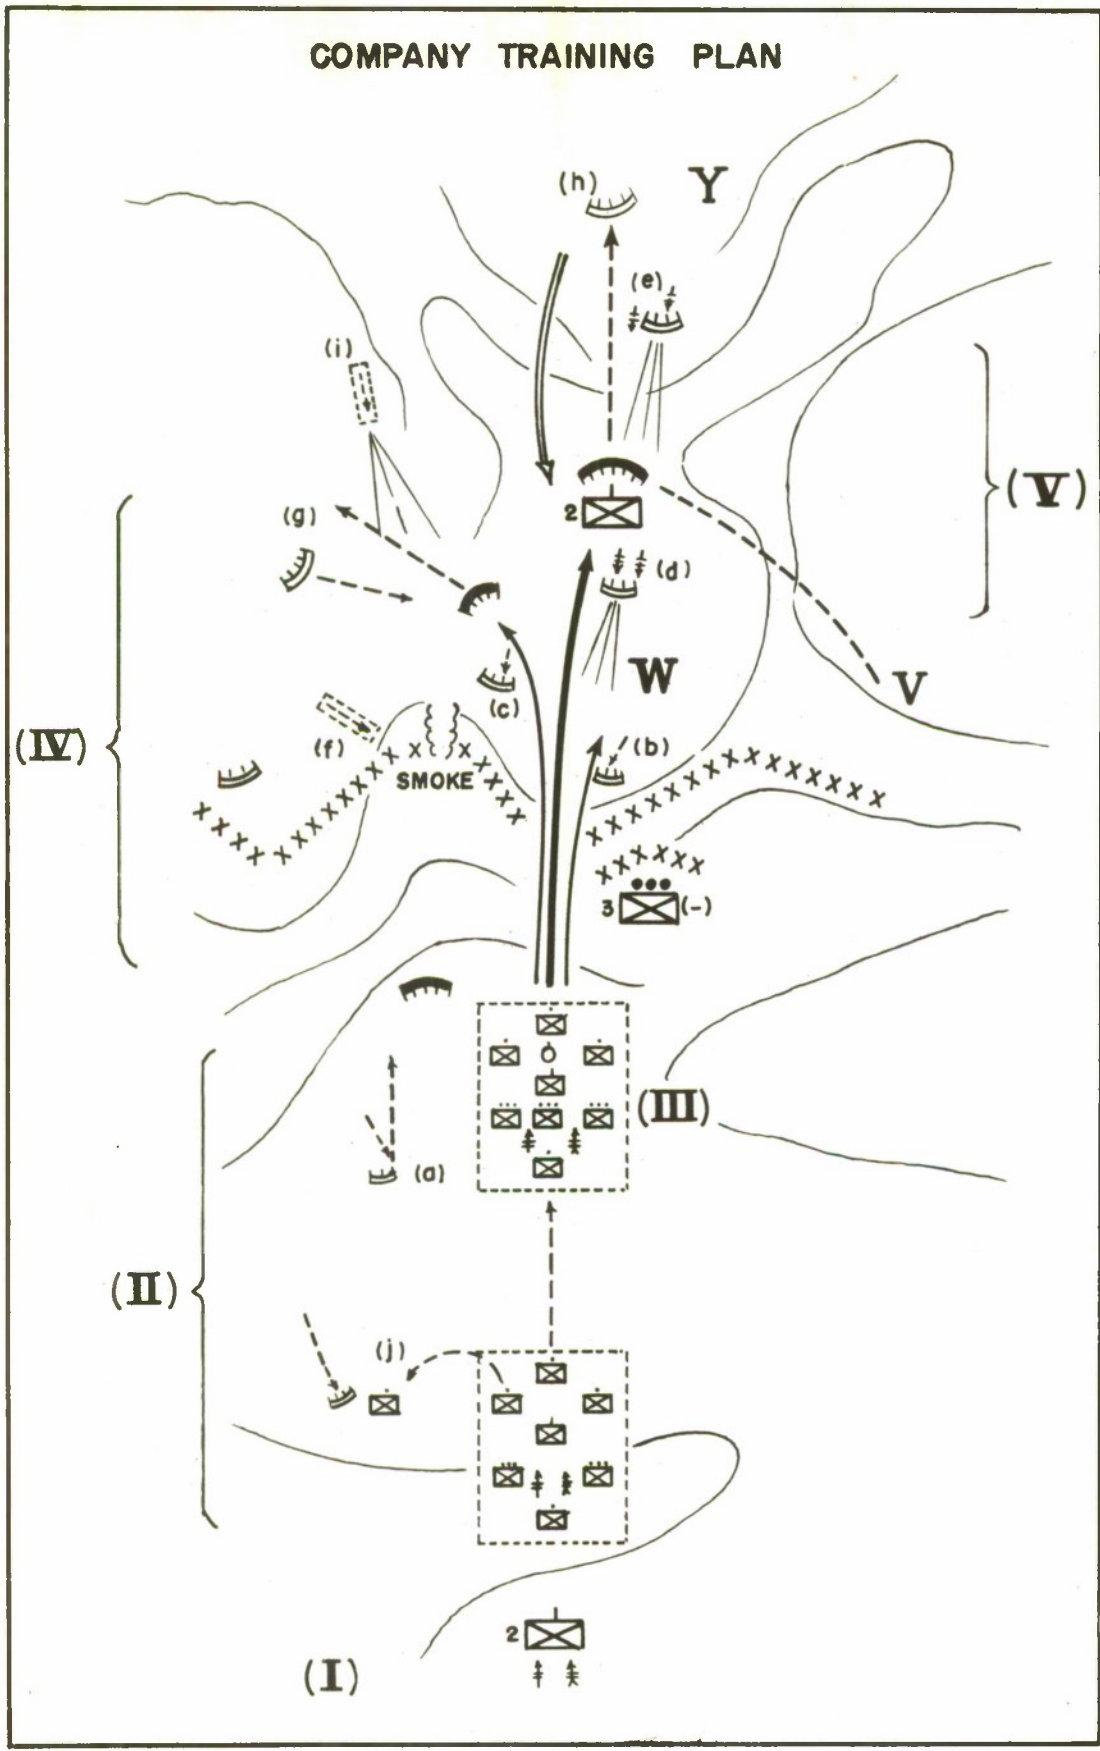 COMPANY TRAINING PLAN
(h) Y
(e)
(i)
(V)
(g)
2
(d)
W
V
(c)
(IV)
(f)
(b)
SMOKE
3 (-)
(III)
(a)
(II)
(j)
2
(I)